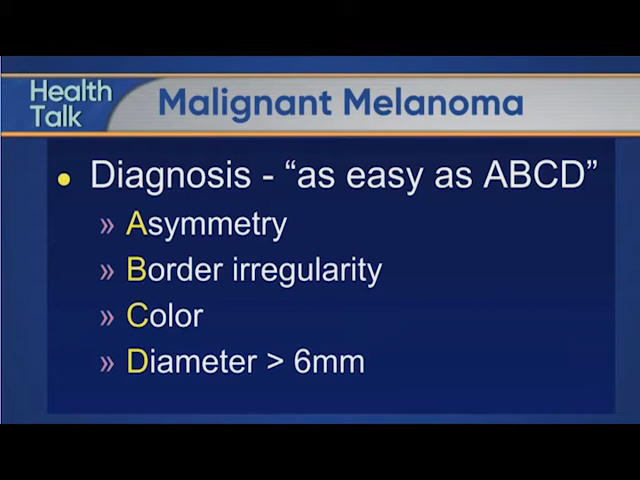 Health
Talk
Malignant Melanoma
• Diagnosis - “as easy as ABCD”
» Asymmetry
» Border irregularity
» Color
» Diameter > 6mm